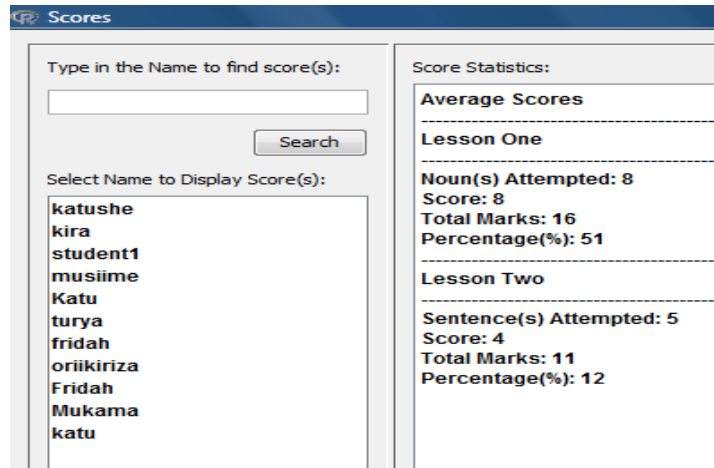 Scores
Type in the Name to find score(s):
Search
Select Name to Display Score(s):
katushe
kira
student1
musiime
Katu
turya
fridah
oriikiriza
Fridah
Mukama
katu
Score Statistics:
Average Scores
Lesson One
Noun(s) Attempted: 8
Score: 8
Total Marks: 16
Percentage(%): 51
Lesson Two
Sentence(s) Attempted: 5
Score: 4
Total Marks: 11
Percentage(%): 12